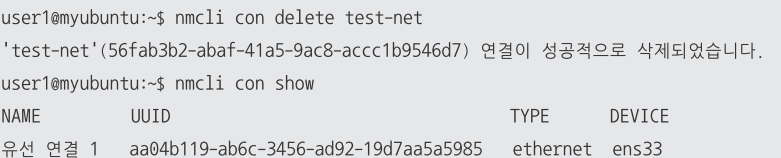 user1@myubuntu:~$ nmcli con delete test-net
'test-net'(56fab3b2-abaf-41a5-9ac8-accc1b9546d7) 연결이 성공적으로 삭제되었습니다.
user1@myubuntu:~$ nmcli con show
NAME UUID TYPE DEVICE
유선 연결 1 aa04b119-ab6c-3456-ad92-19d7aa5a5985 ethernet ens33